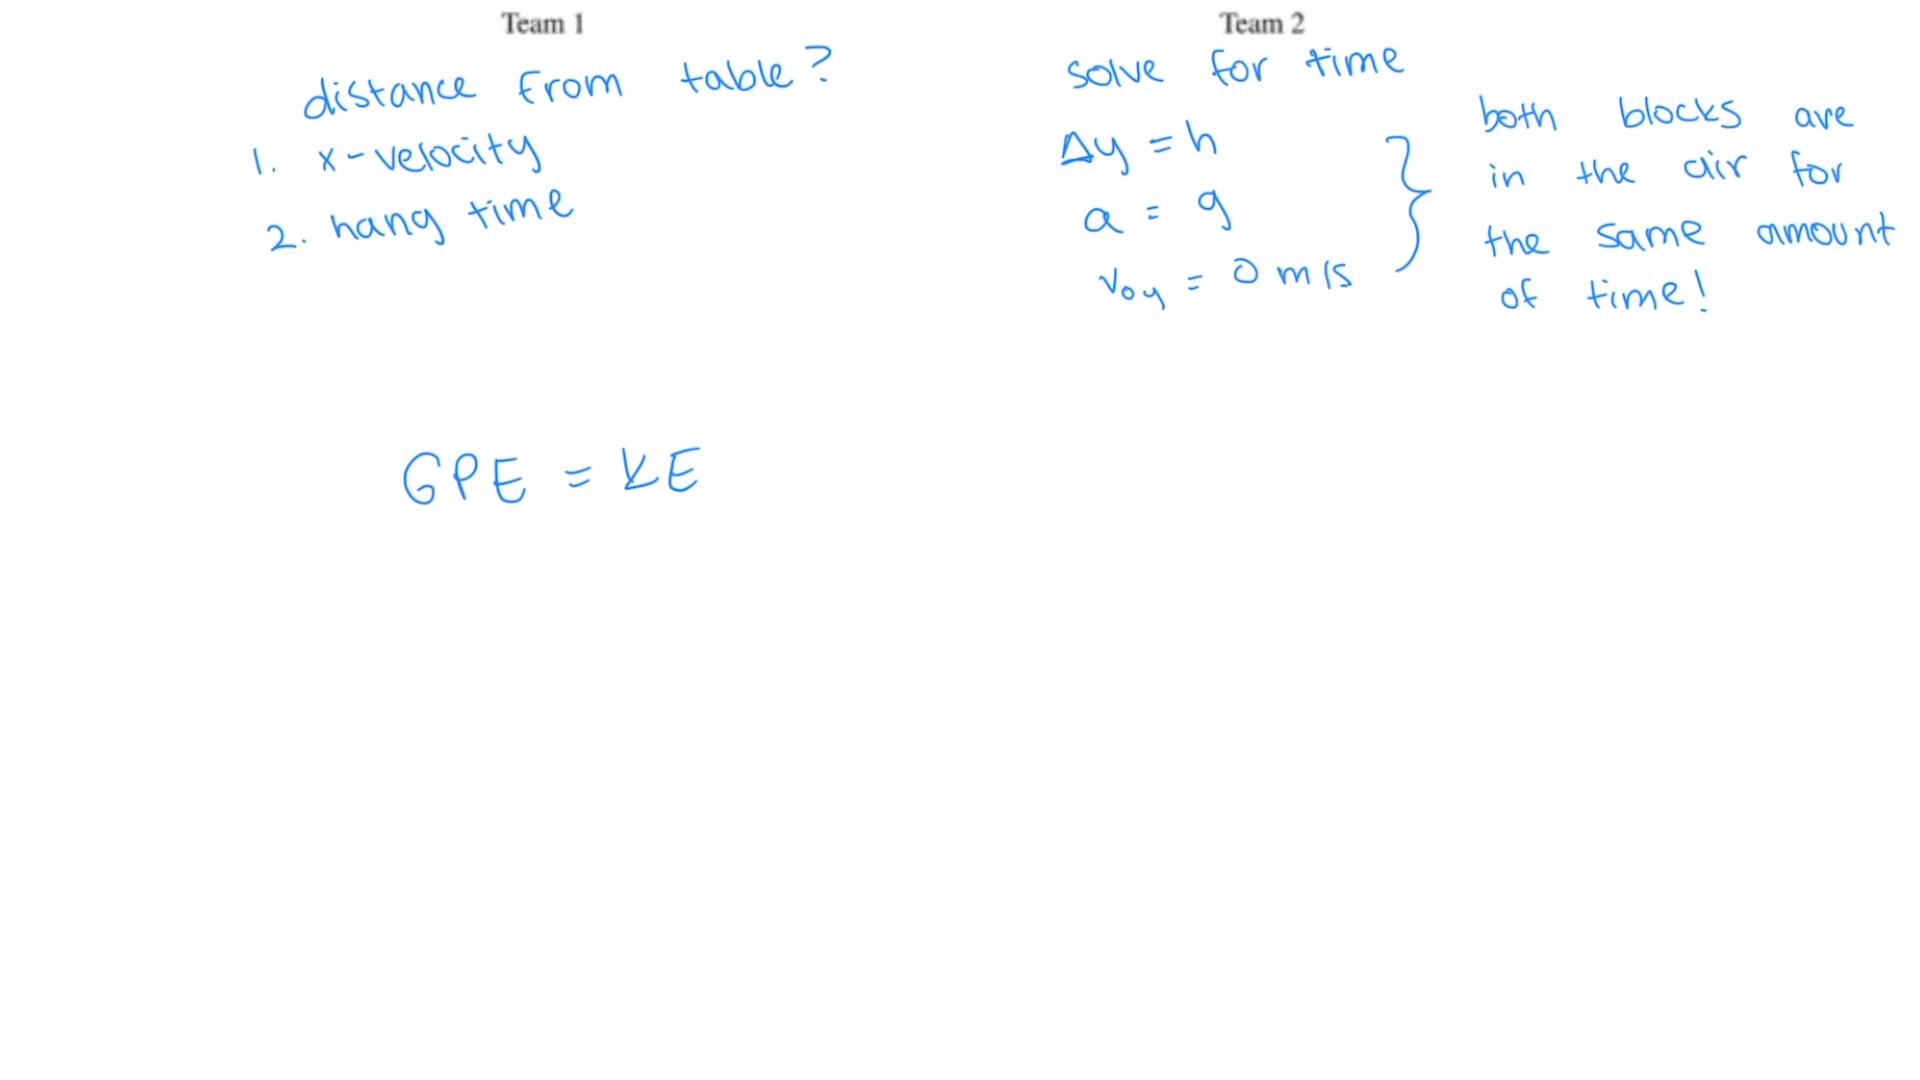 Team 1
distance from table?
1. x-velocity
2. hang time
GPE = KE
Team 2
solve for time
Δy = h
a = g
v₀y = 0 m/s
both blocks are
in the air for
the same amount
of time!